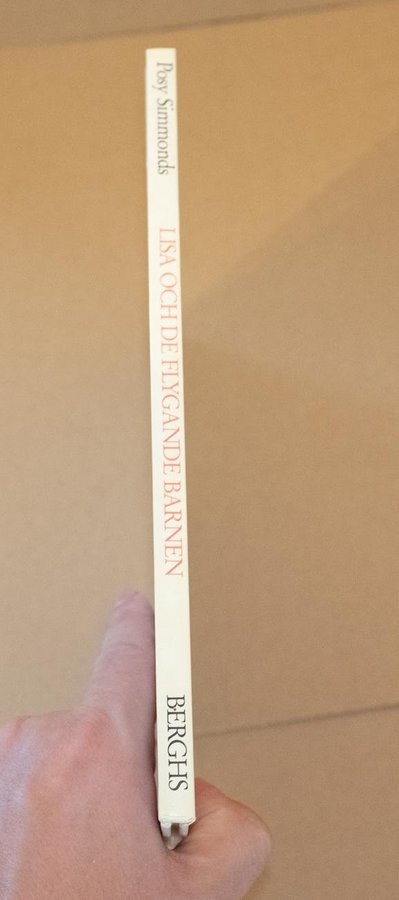 Posy Simmonds
LISA OCH DE FLYGANDE BARNEN
BERGHS